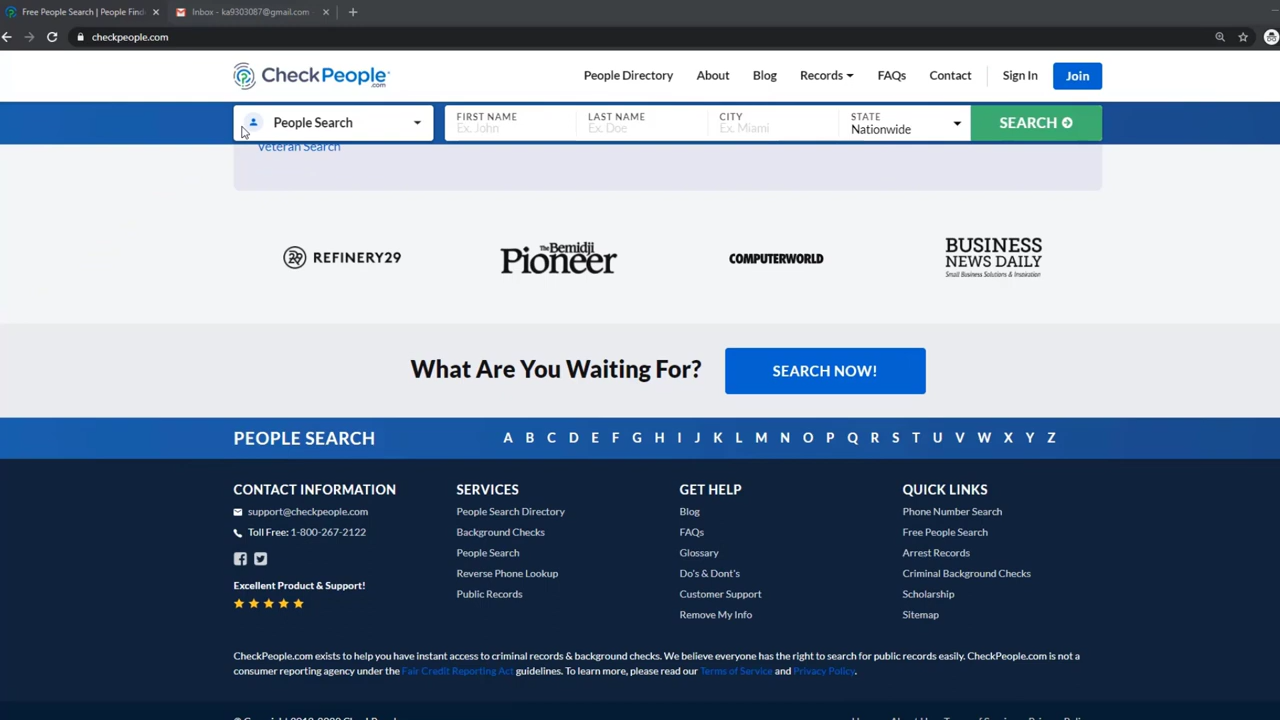 Free People Search | People Find
Inbox - ka9303087@gmail.com
checkpeople.com
CheckPeople.com
People Directory
About
Blog
Records
FAQs
Contact
Sign In
Join
People Search
FIRST NAME
Ex. John
LAST NAME
Ex. Doe
CITY
Ex. Miami
STATE
Nationwide
SEARCH
Veteran Search
R29 REFINERY29
The Bemidji
Pioneer
COMPUTERWORLD
BUSINESS
NEWS DAILY
Small Business Solutions & Inspiration
What Are You Waiting For?
SEARCH NOW!
PEOPLE SEARCH
A B C D E F G H I J K L M N O P Q R S T U V W X Y Z
CONTACT INFORMATION
support@checkpeople.com
Toll Free: 1-800-267-2122
Excellent Product & Support!
SERVICES
People Search Directory
Background Checks
People Search
Reverse Phone Lookup
Public Records
GET HELP
Blog
FAQs
Glossary
Do's & Dont's
Customer Support
Remove My Info
QUICK LINKS
Phone Number Search
Free People Search
Arrest Records
Criminal Background Checks
Scholarship
Sitemap
CheckPeople.com exists to help you have instant access to criminal records & background checks. We believe everyone has the right to search for public records easily. CheckPeople.com is not a
consumer reporting agency under the Fair Credit Reporting Act guidelines. To learn more, please read our Terms of Service and Privacy Policy.